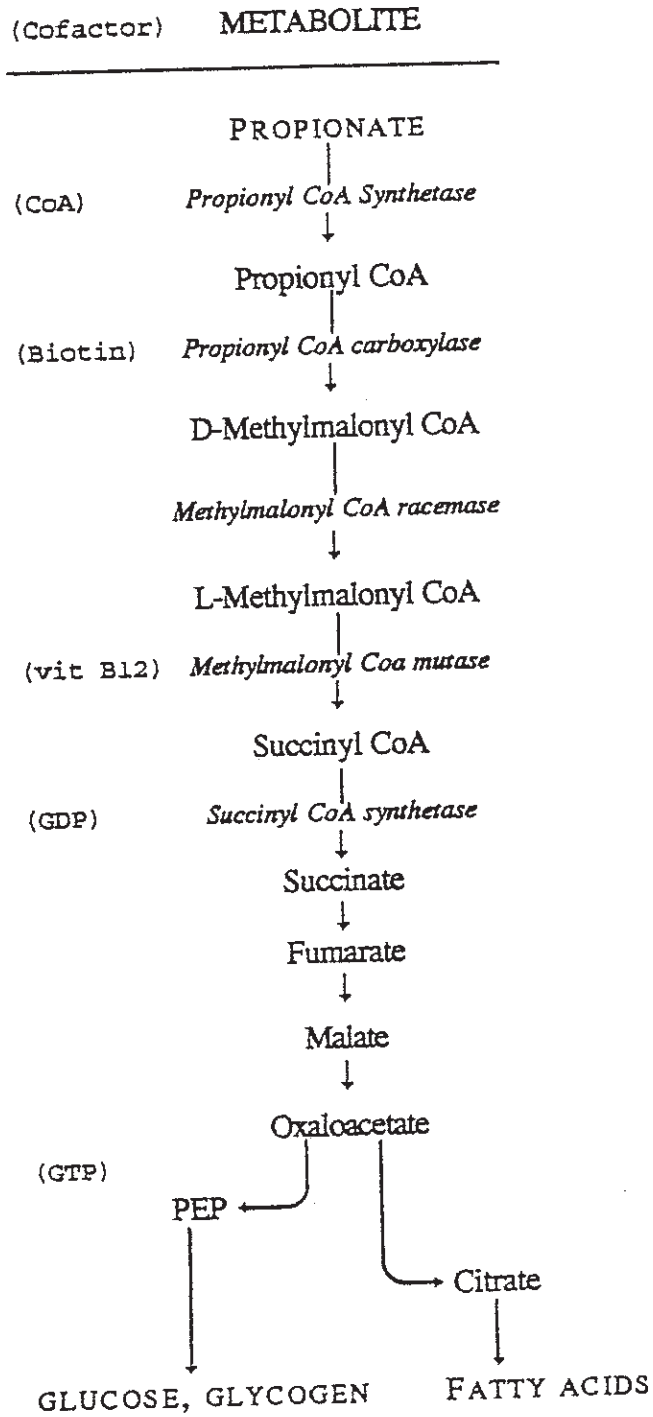 (Cofactor) METABOLITE
PROPIONATE
(CoA) Propionyl CoA Synthetase
Propionyl CoA
(Biotin) Propionyl CoA carboxylase
D-Methylmalonyl CoA
Methylmalonyl CoA racemase
L-Methylmalonyl CoA
(vit B12) Methylmalonyl Coa mutase
Succinyl CoA
(GDP) Succinyl CoA synthetase
Succinate
Fumarate
Malate
Oxaloacetate
(GTP)
PEP
Citrate
GLUCOSE, GLYCOGEN FATTY ACIDS